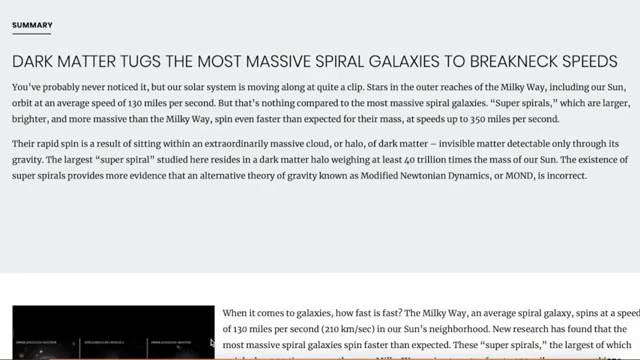 SUMMARY
DARK MATTER TUGS THE MOST MASSIVE SPIRAL GALAXIES TO BREAKNECK SPEEDS
You've probably never noticed it, but our solar system is moving along at quite a clip. Stars in the outer reaches of the Milky Way, including our Sun,
orbit at an average speed of 130 miles per second. But that's nothing compared to the most massive spiral galaxies. “Super spirals,” which are larger,
brighter, and more massive than the Milky Way, spin even faster than expected for their mass, at speeds up to 350 miles per second.
Their rapid spin is a result of sitting within an extraordinarily massive cloud, or halo, of dark matter – invisible matter detectable only through its
gravity. The largest “super spiral” studied here resides in a dark matter halo weighing at least 40 trillion times the mass of our Sun. The existence of
super spirals provides more evidence that an alternative theory of gravity known as Modified Newtonian Dynamics, or MOND, is incorrect.
When it comes to galaxies, how fast is fast? The Milky Way, an average spiral galaxy, spins at a speed
of 130 miles per second (210 km/sec) in our Sun's neighborhood. New research has found that the
most massive spiral galaxies spin faster than expected. These “super spirals,” the largest of which